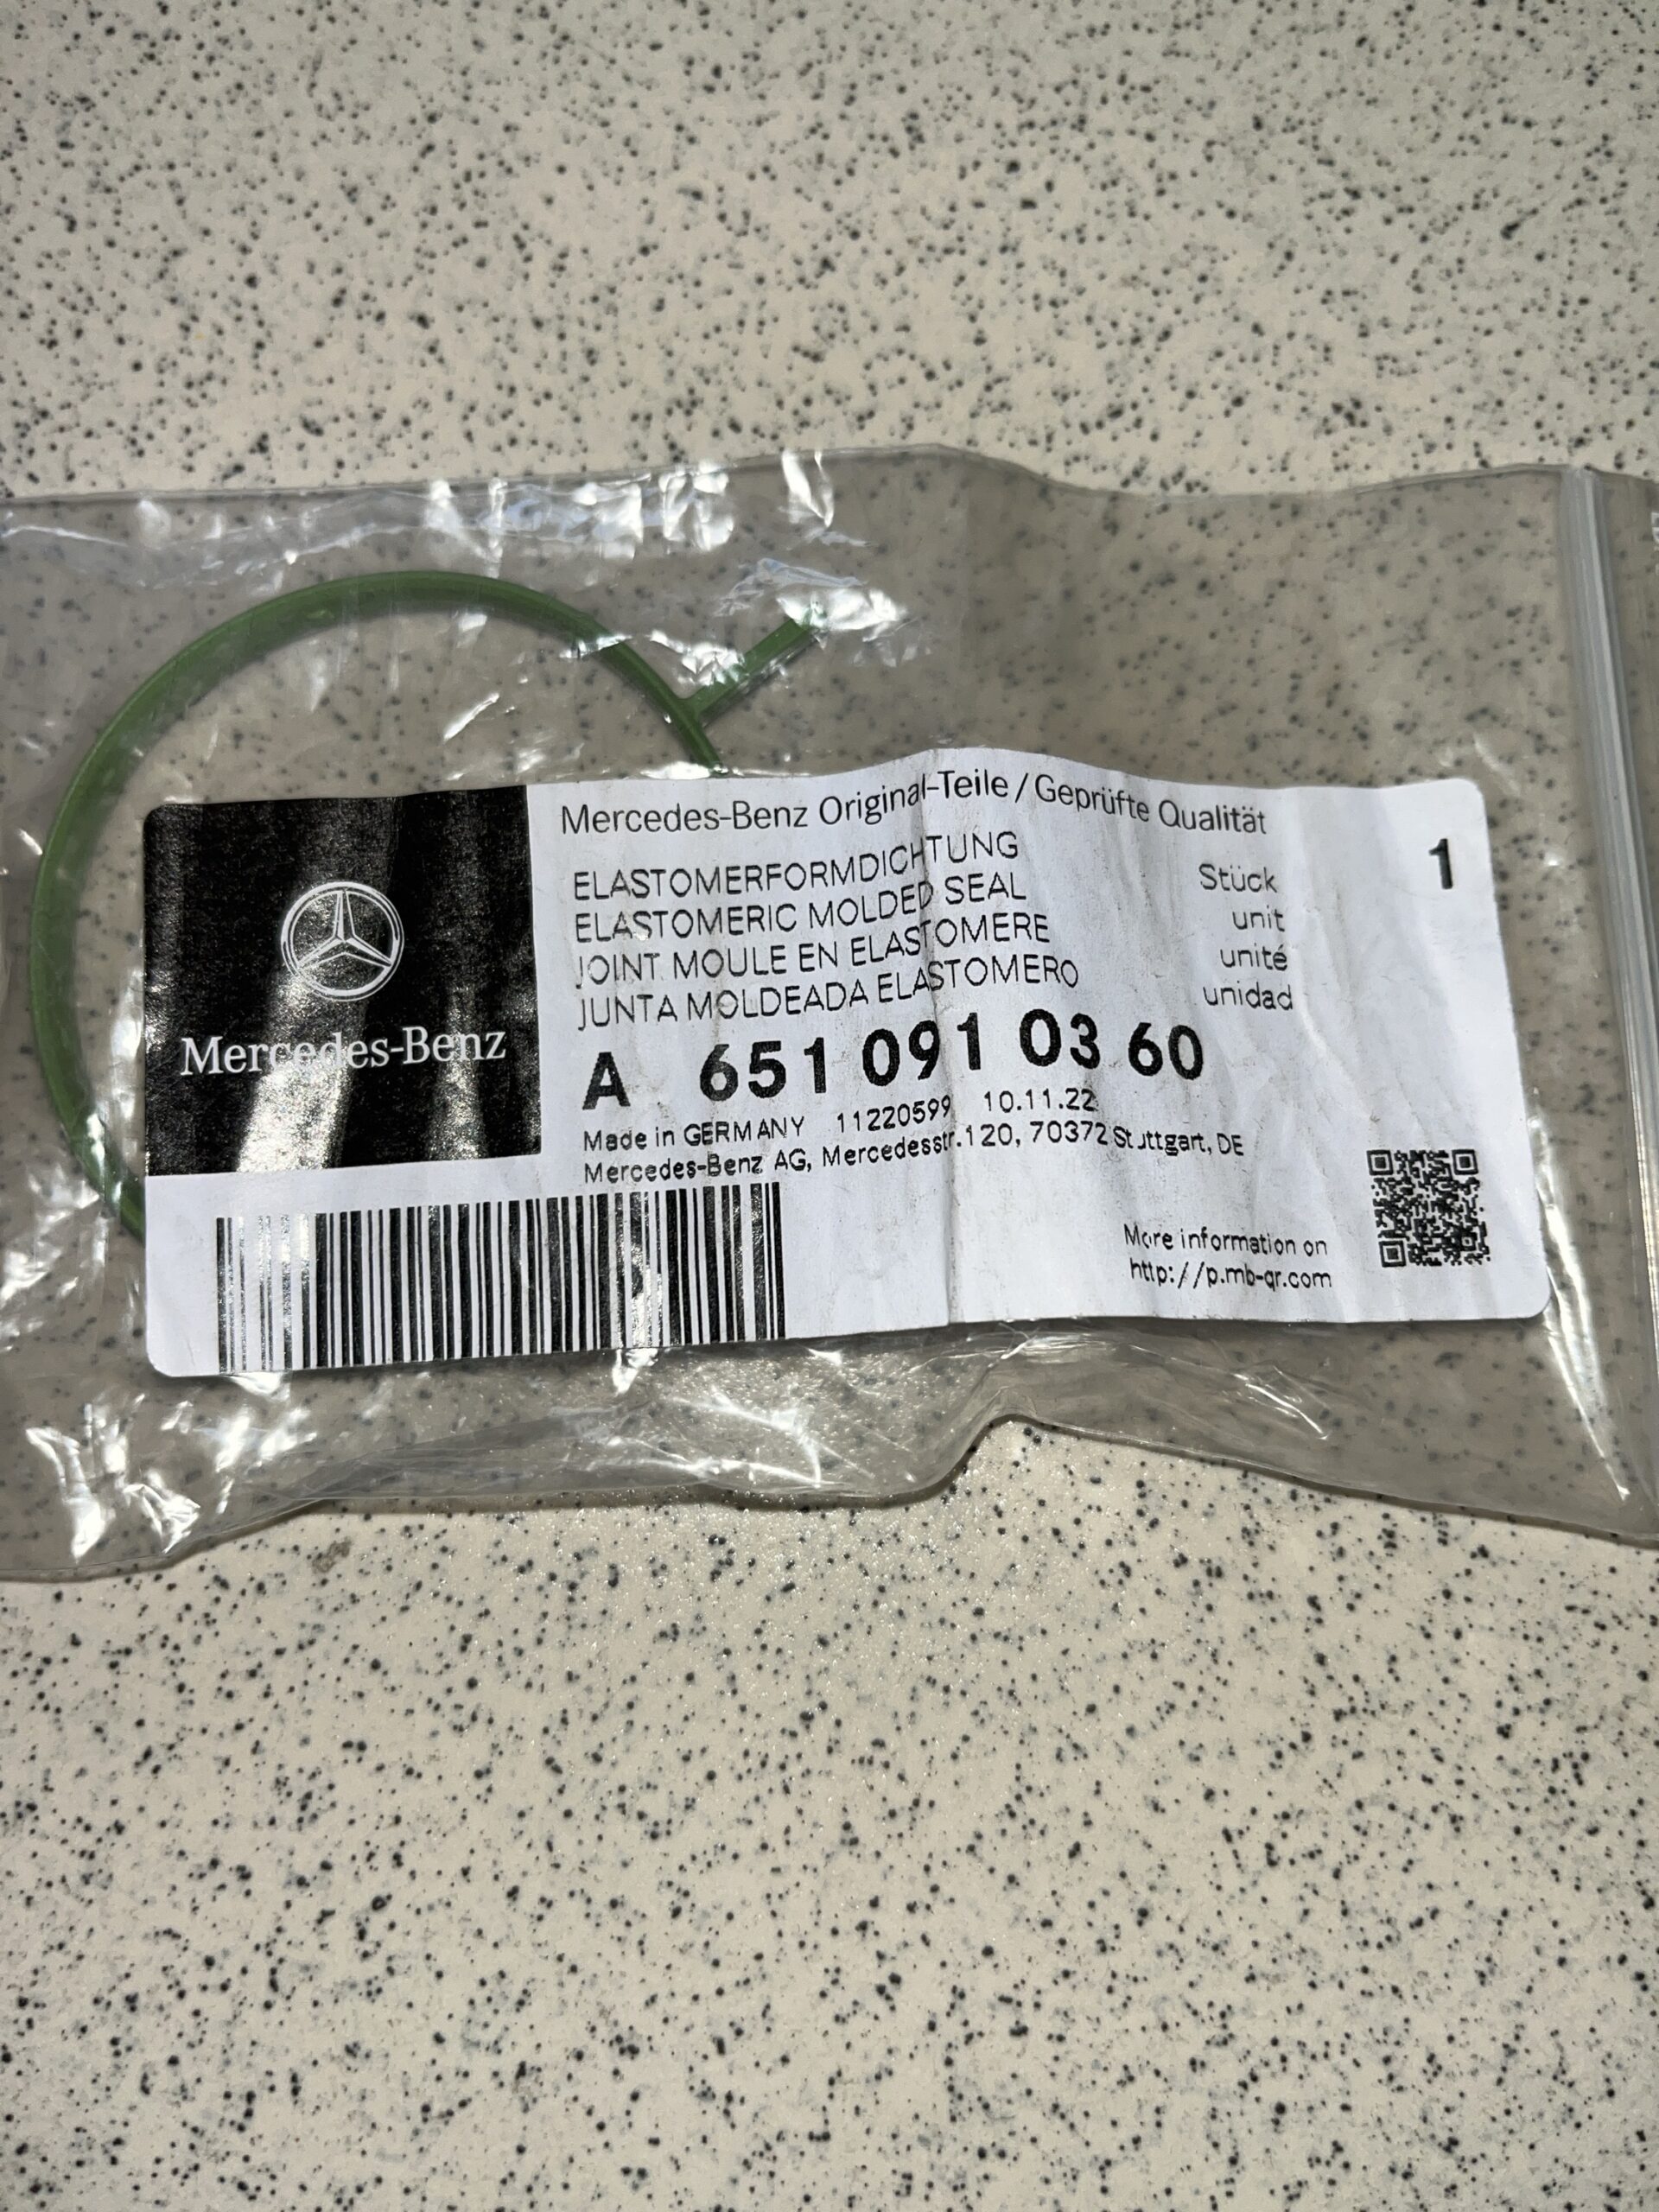 Mercedes-Benz
Mercedes-Benz Original-Teile / Geprüfte Qualität
ELASTOMERFORMDICHTUNG Stück 1
ELASTOMERIC MOLDED SEAL unit
JOINT MOULE EN ELASTOMERE unité
JUNTA MOLDEADA ELASTOMERO unidad
A 651 091 03 60
Made in GERMANY 11220599 10.11.22
Mercedes-Benz AG, Mercedesstr.120, 70372 Stuttgart, DE
More information on
http://p.mb-qr.com